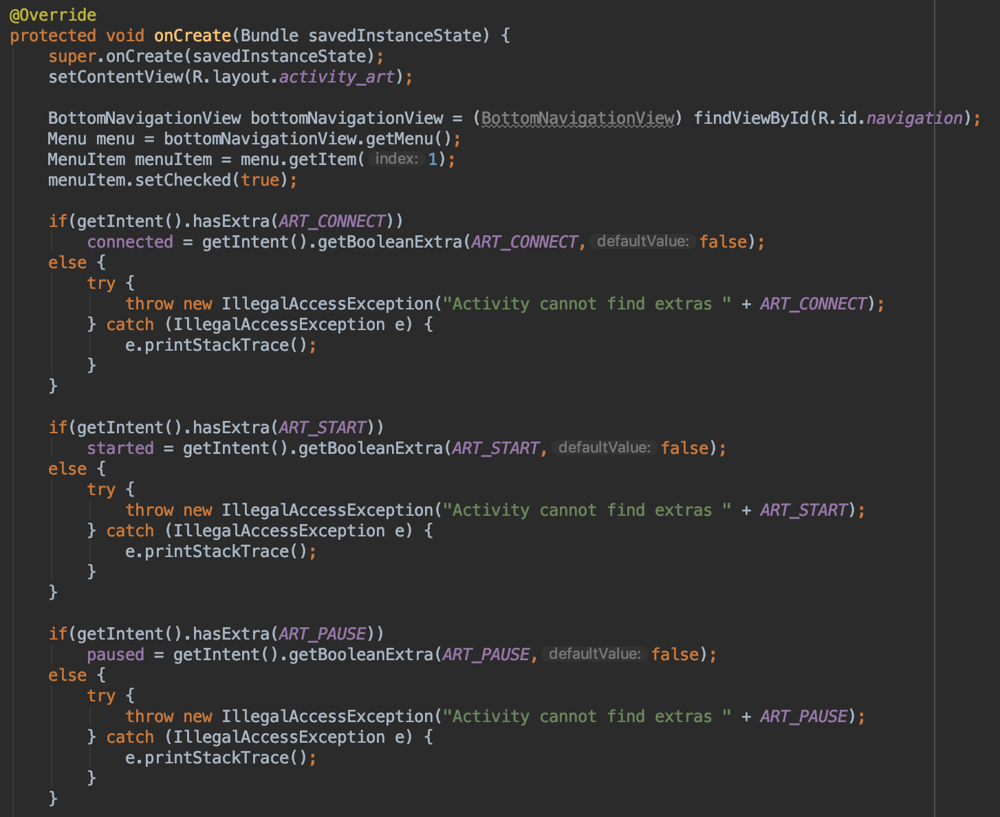 @Override
protected void onCreate(Bundle savedInstanceState) {
    super.onCreate(savedInstanceState);
    setContentView(R.layout.activity_art);

    BottomNavigationView bottomNavigationView = (BottomNavigationView) findViewById(R.id.navigation);
    Menu menu = bottomNavigationView.getMenu();
    MenuItem menuItem = menu.getItem( index: 1);
    menuItem.setChecked(true);

    if(getIntent().hasExtra(ART_CONNECT))
        connected = getIntent().getBooleanExtra(ART_CONNECT, defaultValue: false);
    else {
        try {
            throw new IllegalAccessException("Activity cannot find extras " + ART_CONNECT);
        } catch (IllegalAccessException e) {
            e.printStackTrace();
        }
    }

    if(getIntent().hasExtra(ART_START))
        started = getIntent().getBooleanExtra(ART_START, defaultValue: false);
    else {
        try {
            throw new IllegalAccessException("Activity cannot find extras " + ART_START);
        } catch (IllegalAccessException e) {
            e.printStackTrace();
        }
    }

    if(getIntent().hasExtra(ART_PAUSE))
        paused = getIntent().getBooleanExtra(ART_PAUSE, defaultValue: false);
    else {
        try {
            throw new IllegalAccessException("Activity cannot find extras " + ART_PAUSE);
        } catch (IllegalAccessException e) {
            e.printStackTrace();
        }
    }